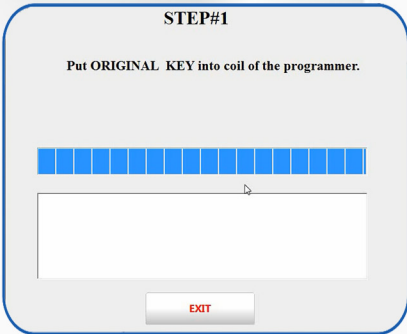 STEP#1
Put ORIGINAL KEY into coil of the programmer.
EXIT